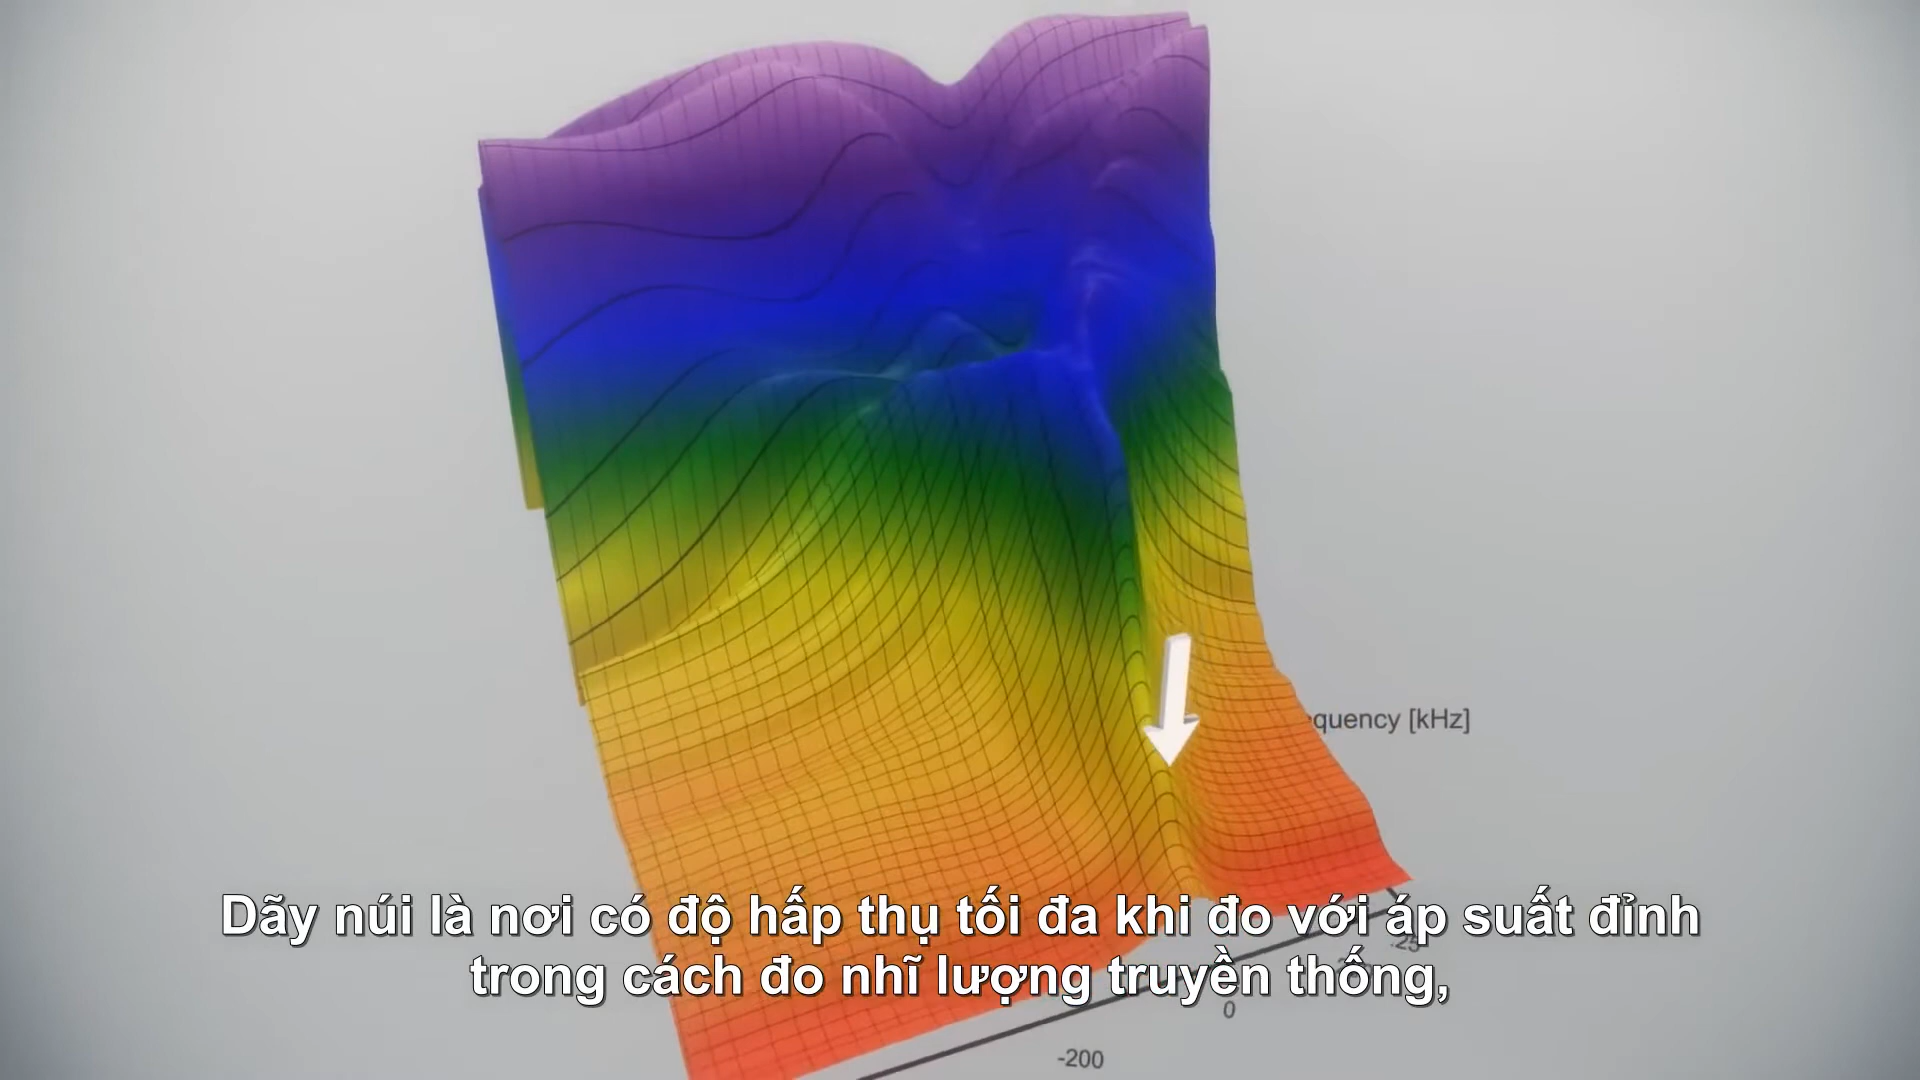 equency [kHz]
Dãy núi là nơi có độ hấp thụ tối đa khi đo với áp suất đỉnh
trong cách đo nhĩ lượng truyền thống,
0
-200